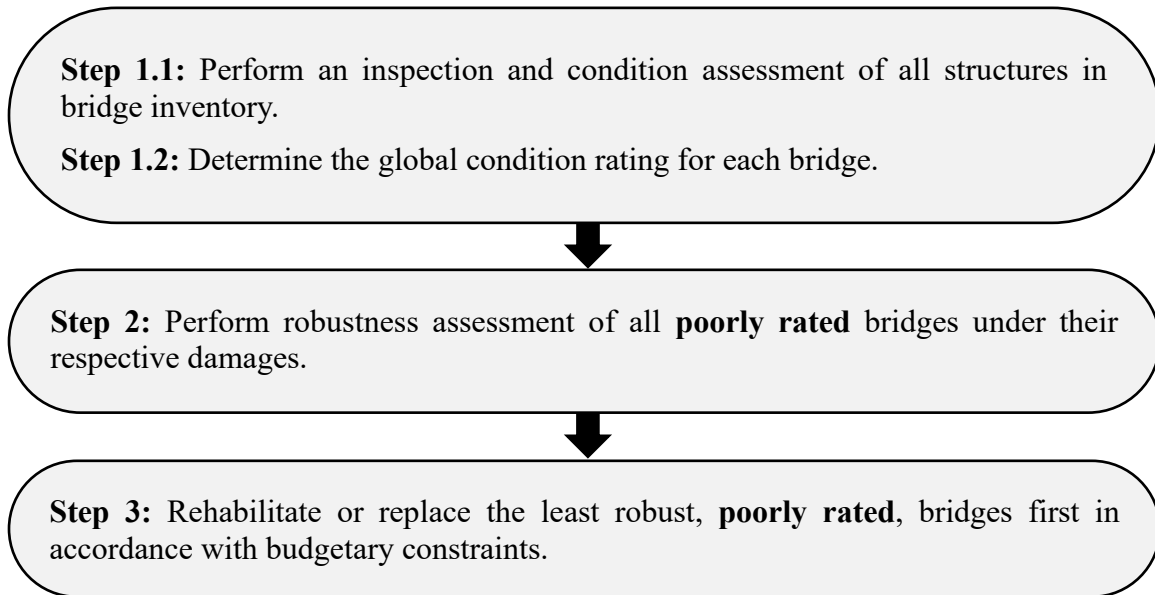 Step 1.1: Perform an inspection and condition assessment of all structures in
bridge inventory.
Step 1.2: Determine the global condition rating for each bridge.
Step 2: Perform robustness assessment of all poorly rated bridges under their
respective damages.
Step 3: Rehabilitate or replace the least robust, poorly rated, bridges first in
accordance with budgetary constraints.